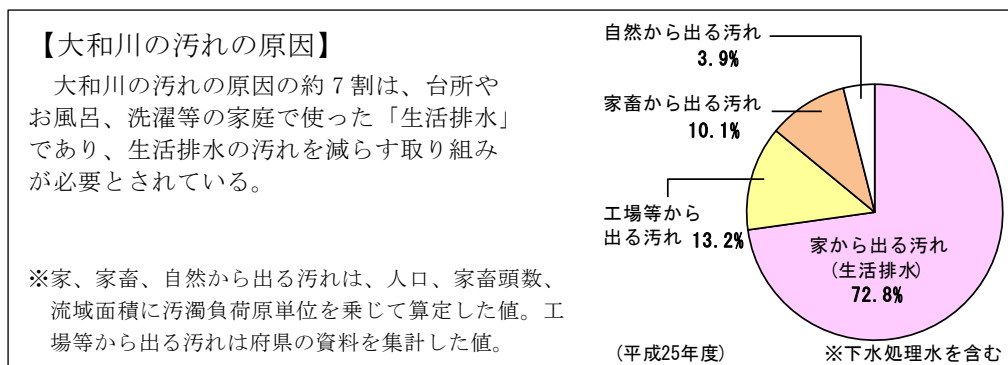 【大和川の汚れの原因】
大和川の汚れの原因の約7割は、台所や
お風呂、洗濯等の家庭で使った「生活排水」
であり、生活排水の汚れを減らす取り組み
が必要とされている。
※家、家畜、自然から出る汚れは、人口、家畜頭数、
流域面積に汚濁負荷原単位を乗じて算定した値。工
場等から出る汚れは府県の資料を集計した値。
自然から出る汚れ
3.9%
家畜から出る汚れ
10.1%
工場等から
出る汚れ 13.2%
家から出る汚れ
(生活排水)
72.8%
(平成25年度)
※下水処理水を含む